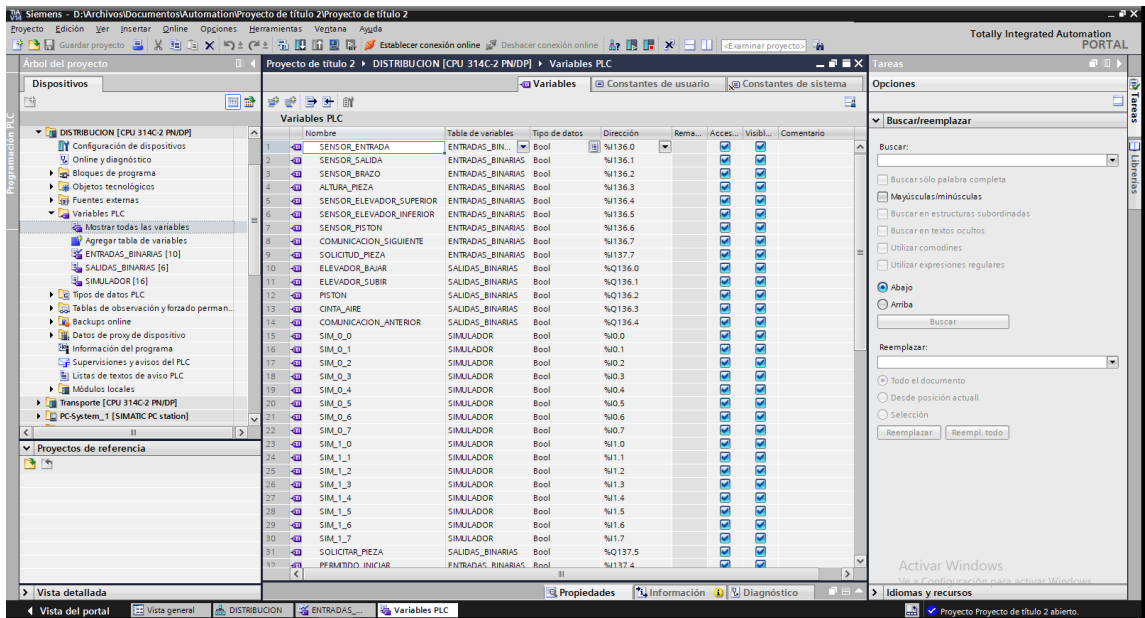 Siemens - D:\Archivos\Documentos\Automation\Proyecto de título 2\Proyecto de título 2
Proyecto Edición Ver Insertar Online Opciones Herramientas Ventana Ayuda
Totally Integrated Automation
PORTAL
Guardar proyecto Establecer conexión online Deshacer conexión online <Examinar proyecto>
Árbol del proyecto
Dispositivos
Programación PLC
DISTRIBUCION [CPU 314C-2 PN/DP]
Configuración de dispositivos
Online y diagnóstico
Bloques de programa
Objetos tecnológicos
Fuentes externas
Variables PLC
Mostrar todas las variables
Agregar tabla de variables
ENTRADAS_BINARIAS [10]
SALIDAS_BINARIAS [6]
SIMULADOR [16]
Tipos de datos PLC
Tablas de observación y forzado perman...
Backups online
Datos de proxy de dispositivo
Información del programa
Supervisiones y avisos del PLC
Listas de textos de aviso PLC
Módulos locales
Transporte [CPU 314C-2 PN/DP]
PC-System_1 [SIMATIC PC station]
Proyectos de referencia
Vista detallada
Proyecto de título 2 DISTRIBUCION [CPU 314C-2 PN/DP] Variables PLC
Variables Constantes de usuario Constantes de sistema
Variables PLC
Nombre Tabla de variables Tipo de datos Dirección Rema... Acces... Visibl... Comentario
1 SENSOR_ENTRADA ENTRADAS_BIN... Bool %I136.0
2 SENSOR_SALIDA ENTRADAS_BINARIAS Bool %I136.1
3 SENSOR_BRAZO ENTRADAS_BINARIAS Bool %I136.2
4 ALTURA_PIEZA ENTRADAS_BINARIAS Bool %I136.3
5 SENSOR_ELEVADOR_SUPERIOR ENTRADAS_BINARIAS Bool %I136.4
6 SENSOR_ELEVADOR_INFERIOR ENTRADAS_BINARIAS Bool %I136.5
7 SENSOR_PISTON ENTRADAS_BINARIAS Bool %I136.6
8 COMUNICACION_SIGUIENTE ENTRADAS_BINARIAS Bool %I136.7
9 SOLICITUD_PIEZA ENTRADAS_BINARIAS Bool %I137.7
10 ELEVADOR_BAJAR SALIDAS_BINARIAS Bool %Q136.0
11 ELEVADOR_SUBIR SALIDAS_BINARIAS Bool %Q136.1
12 PISTON SALIDAS_BINARIAS Bool %Q136.2
13 CINTA_AIRE SALIDAS_BINARIAS Bool %Q136.3
14 COMUNICACION_ANTERIOR SALIDAS_BINARIAS Bool %Q136.4
15 SIM_0_0 SIMULADOR Bool %I0.0
16 SIM_0_1 SIMULADOR Bool %I0.1
17 SIM_0_2 SIMULADOR Bool %I0.2
18 SIM_0_3 SIMULADOR Bool %I0.3
19 SIM_0_4 SIMULADOR Bool %I0.4
20 SIM_0_5 SIMULADOR Bool %I0.5
21 SIM_0_6 SIMULADOR Bool %I0.6
22 SIM_0_7 SIMULADOR Bool %I0.7
23 SIM_1_0 SIMULADOR Bool %I1.0
24 SIM_1_1 SIMULADOR Bool %I1.1
25 SIM_1_2 SIMULADOR Bool %I1.2
26 SIM_1_3 SIMULADOR Bool %I1.3
27 SIM_1_4 SIMULADOR Bool %I1.4
28 SIM_1_5 SIMULADOR Bool %I1.5
29 SIM_1_6 SIMULADOR Bool %I1.6
30 SIM_1_7 SIMULADOR Bool %I1.7
31 SOLICITAR_PIEZA SALIDAS_BINARIAS Bool %Q137.5
32 PERMITIDO_INICIAR ENTRADAS_BINARIAS Bool %I137.4
Propiedades Información Diagnóstico
Tareas
Opciones
Buscar/reemplazar
Buscar:
Buscar sólo palabra completa
Mayúsculas/minúsculas
Buscar en estructuras subordinadas
Buscar en textos ocultos
Utilizar comodines
Utilizar expresiones regulares
Abajo
Arriba
Buscar
Reemplazar:
Todo el documento
Desde posición actuall
Selección
Reemplazar Reempl. todo
Activar Windows
Ve a Configuración para activar Windows.
Idiomas y recursos
Tareas
Librerías
Vista del portal Vista general DISTRIBUCION ENTRADAS_... Variables PLC
Proyecto Proyecto de título 2 abierto.